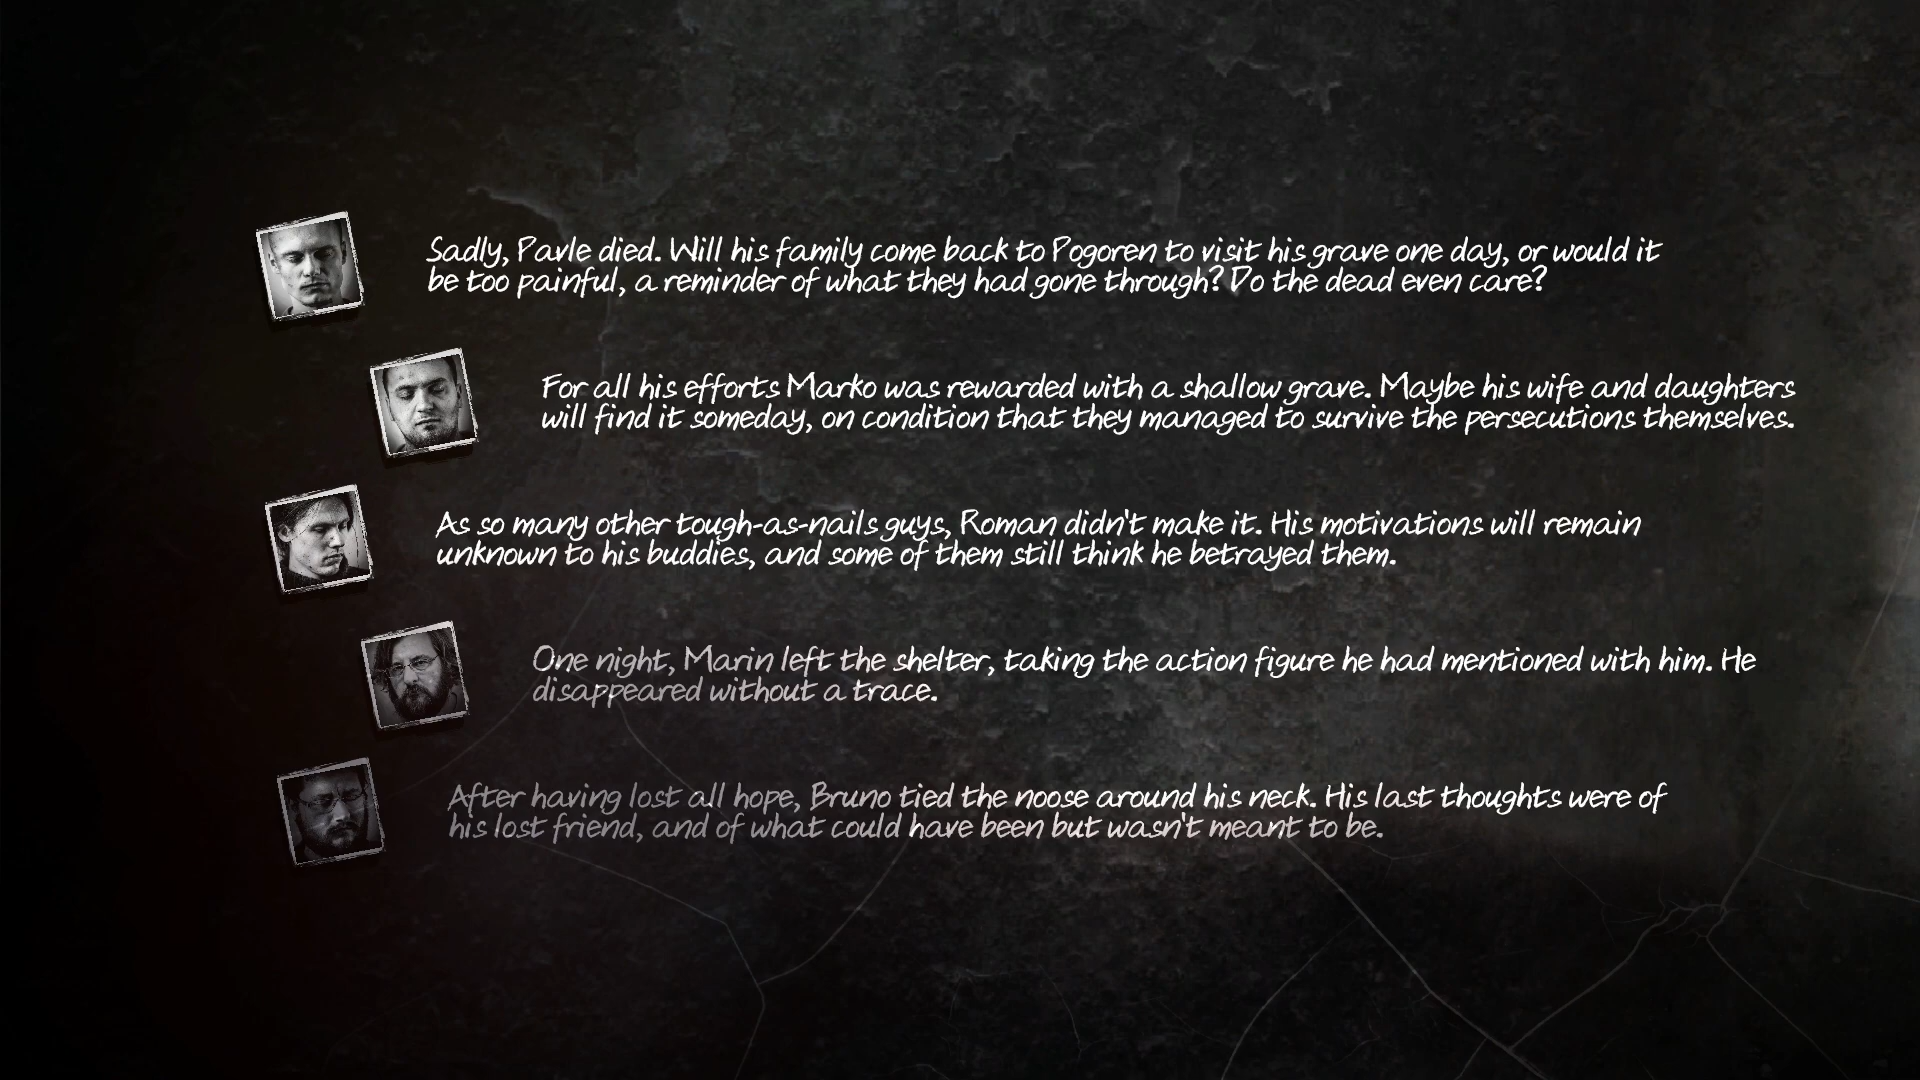 Sadly, Pavle died. Will his family come back to Pogoren to visit his grave one day, or would it
be too painful, a reminder of what they had gone through? Do the dead even care?
For all his efforts Marko was rewarded with a shallow grave. Maybe his wife and daughters
will find it someday, on condition that they managed to survive the persecutions themselves.
As so many other tough-as-nails guys, Roman didn't make it. His motivations will remain
unknown to his buddies, and some of them still think he betrayed them.
One night, Marin left the shelter, taking the action figure he had mentioned with him. He
disappeared without a trace.
After having lost all hope, Bruno tied the noose around his neck. His last thoughts were of
his lost friend, and of what could have been but wasn't meant to be.